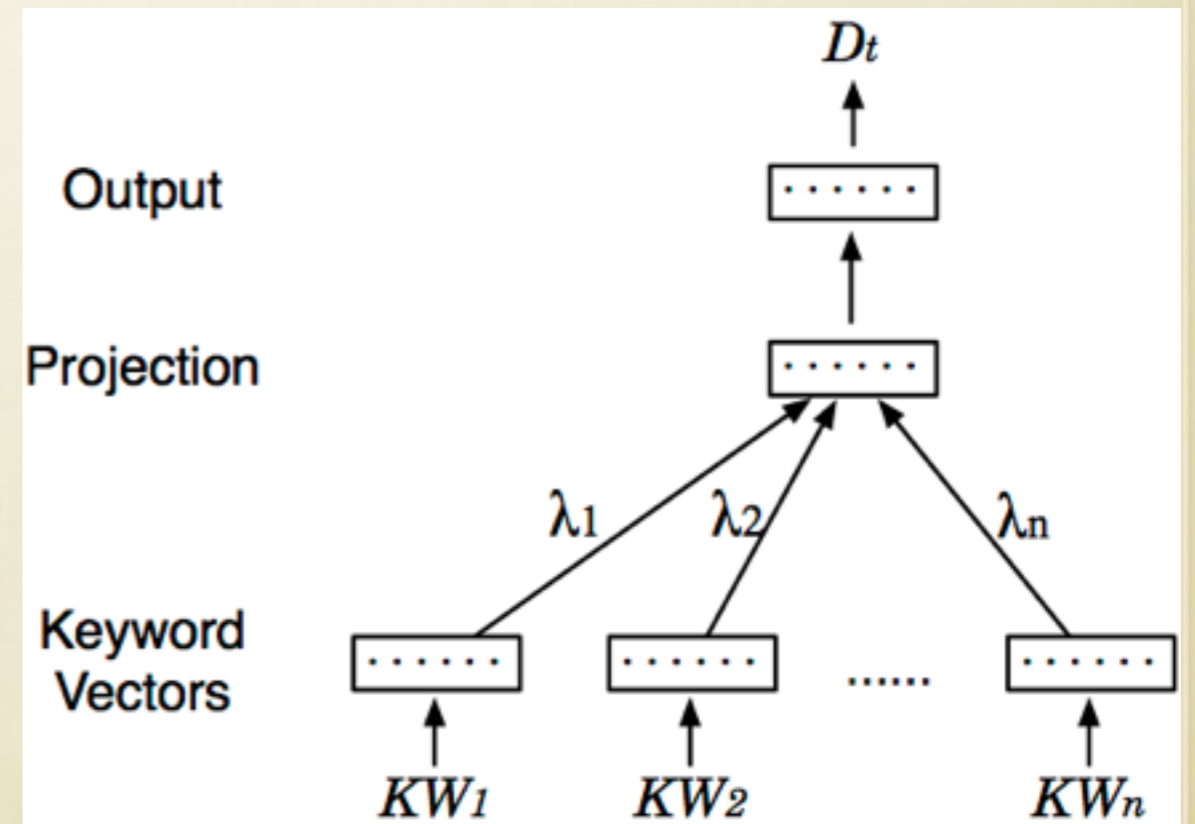 Dt
Output
Projection
λ1 λ2 λn
Keyword
Vectors
......
KW1 KW2 KWn